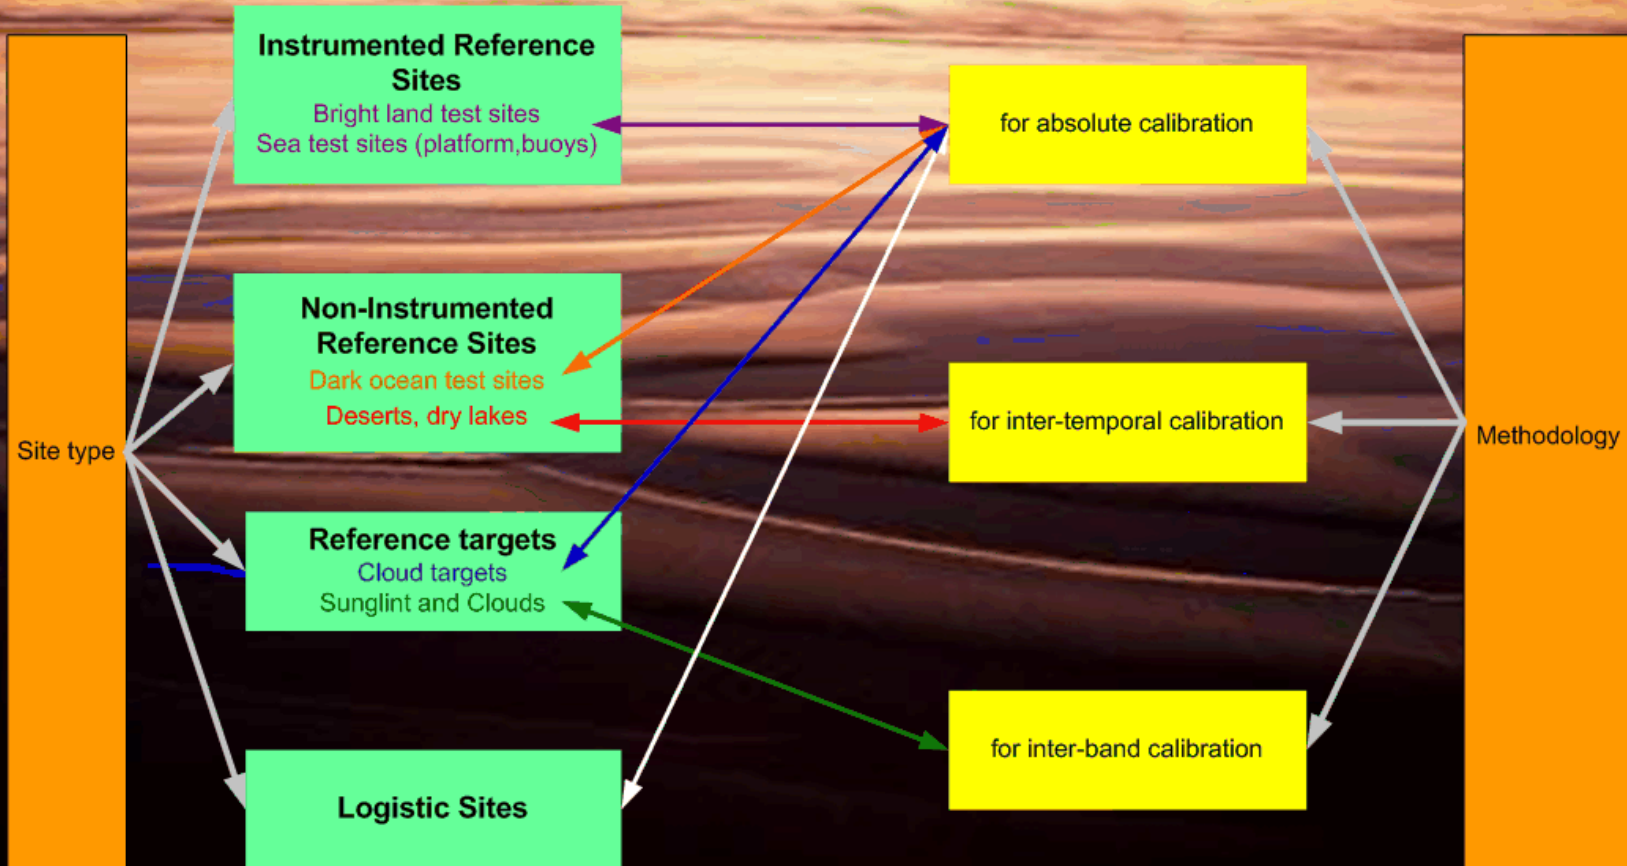 Site type
Instrumented Reference
Sites
Bright land test sites
Sea test sites (platform,buoys)
Non-Instrumented
Reference Sites
Dark ocean test sites
Deserts, dry lakes
Reference targets
Cloud targets
Sunglint and Clouds
Logistic Sites
for absolute calibration
for inter-temporal calibration
for inter-band calibration
Methodology